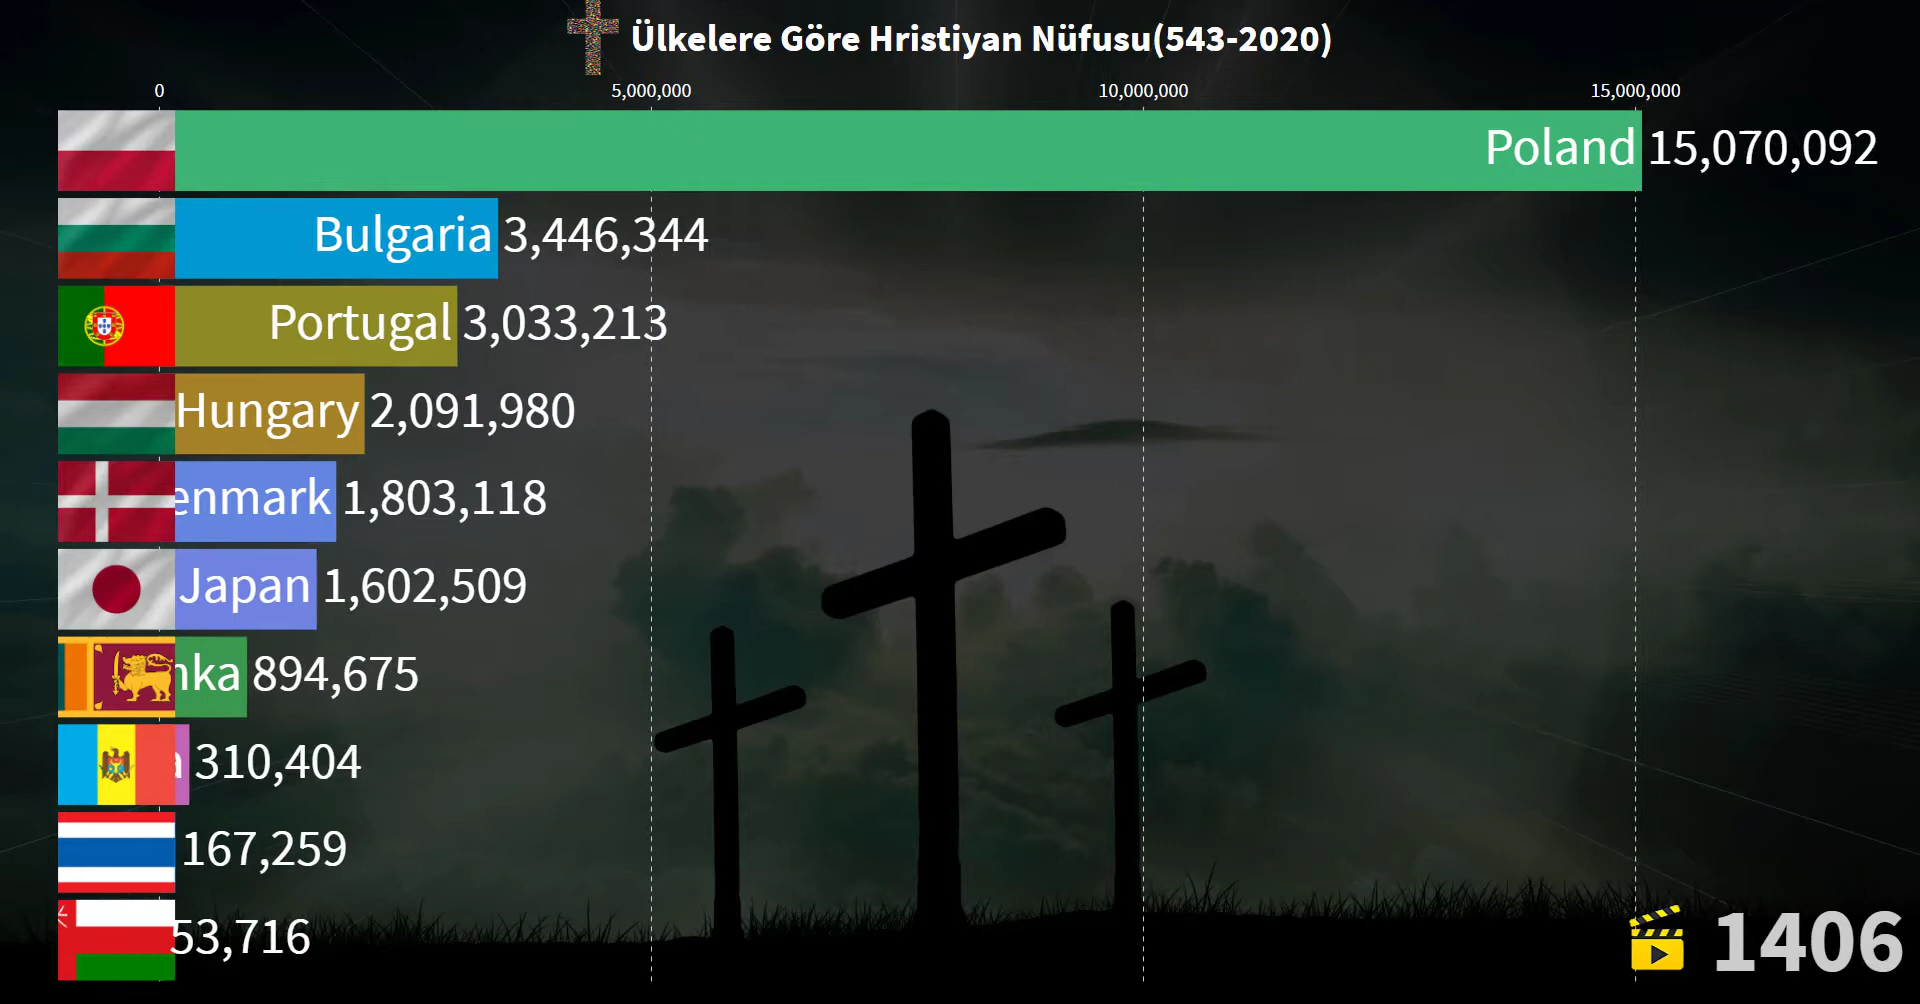 Ülkelere Göre Hristiyan Nüfusu(543-2020)
0 5,000,000 10,000,000 15,000,000
Poland 15,070,092
Bulgaria 3,446,344
Portugal 3,033,213
Hungary 2,091,980
enmark 1,803,118
Japan 1,602,509
nka 894,675
a 310,404
167,259
53,716
1406